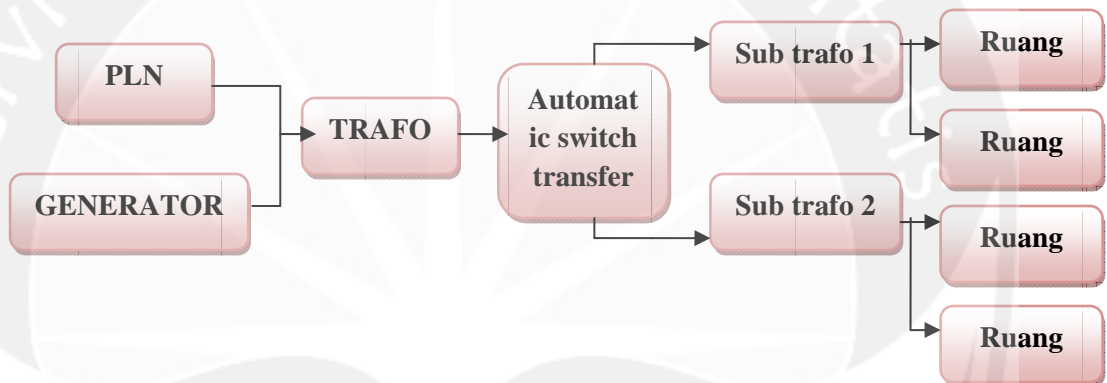 PLN
GENERATOR
TRAFO
Automat
ic switch
transfer
Sub trafo 1
Sub trafo 2
Ruang
Ruang
Ruang
Ruang